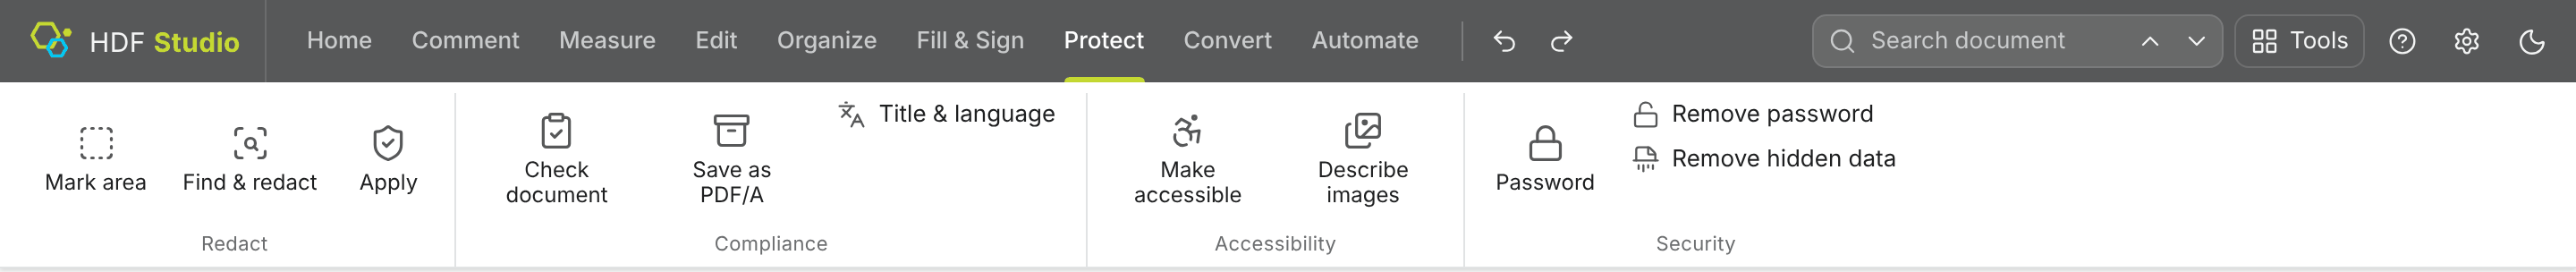 HDF Studio
Home Comment Measure Edit Organize Fill & Sign Protect Convert Automate
Search document
Tools
Mark area
Find & redact
Apply
Redact
Check
document
Save as
PDF/A
Title & language
Compliance
Make
accessible
Describe
images
Accessibility
Password
Remove password
Remove hidden data
Security